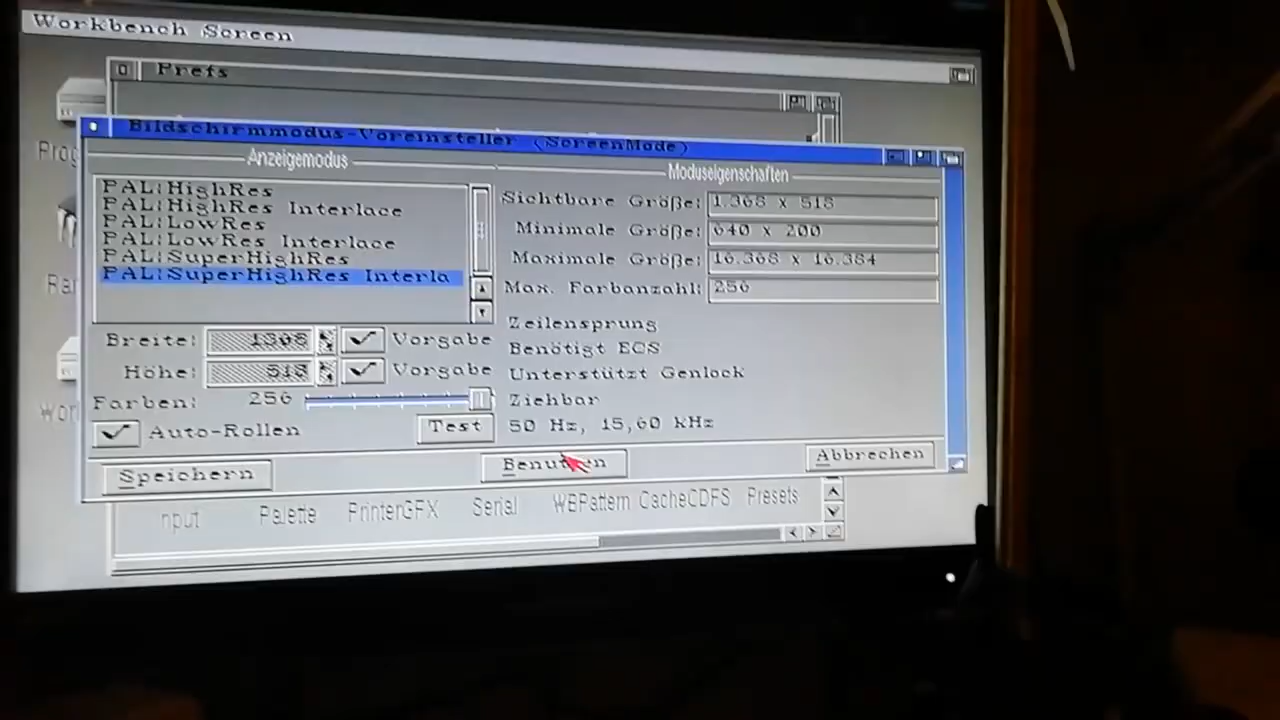 Workbench Screen
Prefs
Bildschirmmodus-Voreinsteller (ScreenMode)
Anzeigemodus
PAL:HighRes
PAL:HighRes Interlace
PAL:LowRes
PAL:LowRes Interlace
PAL:SuperHighRes
PAL:SuperHighRes Interla
Breite: Vorgabe
Höhe: 518 Vorgabe
Farben: 256
Auto-Rollen
Test
Moduseigenschaften
Sichtbare Größe: 1.368 x 518
Minimale Größe: 640 x 200
Maximale Größe: 16.368 x 16.384
Max. Farbanzahl: 256
Zeilensprung
Benötigt ECS
Unterstützt Genlock
Ziehbar
50 Hz, 15,60 kHz
Speichern
Abbrechen
Palette PrinterGFX Serial WBPattern CacheCDFS Presets